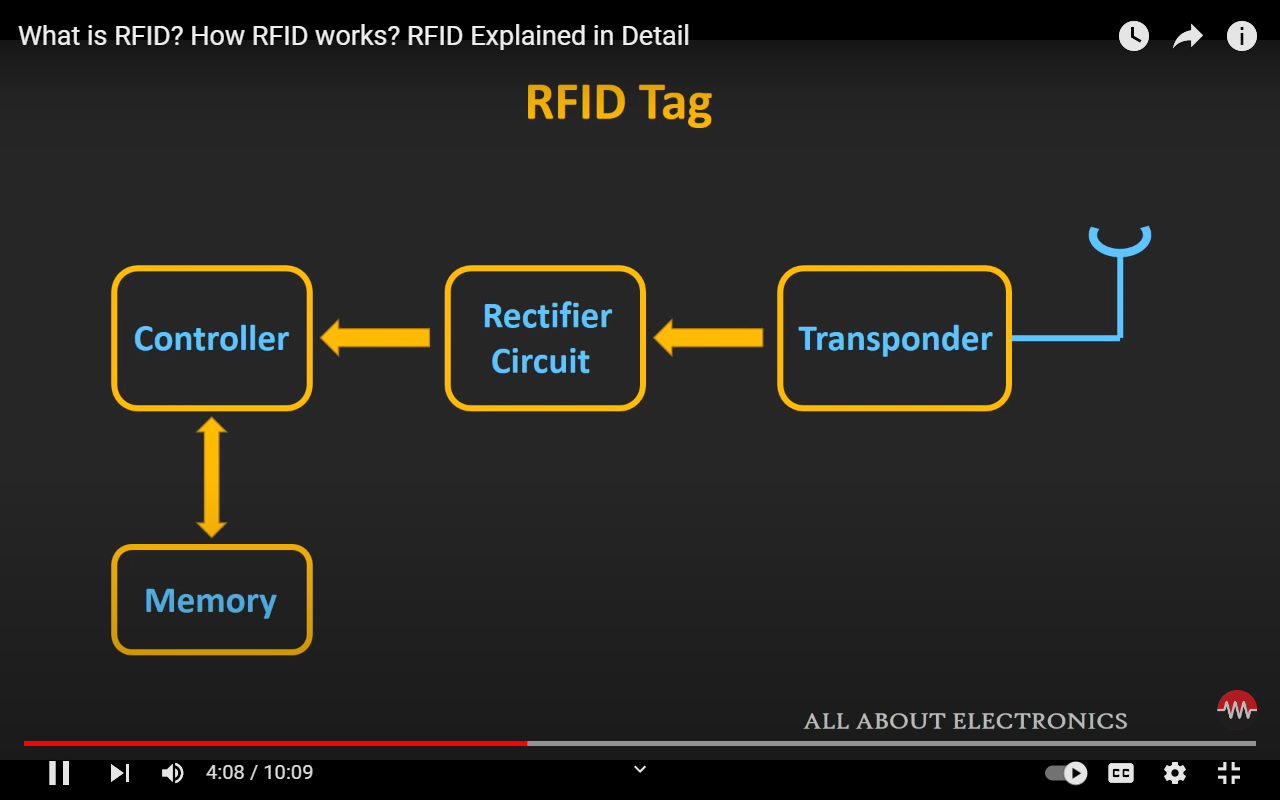 What is RFID? How RFID works? RFID Explained in Detail
RFID Tag
Controller
Rectifier
Circuit
Transponder
Memory
ALL ABOUT ELECTRONICS
4:08 / 10:09
CC